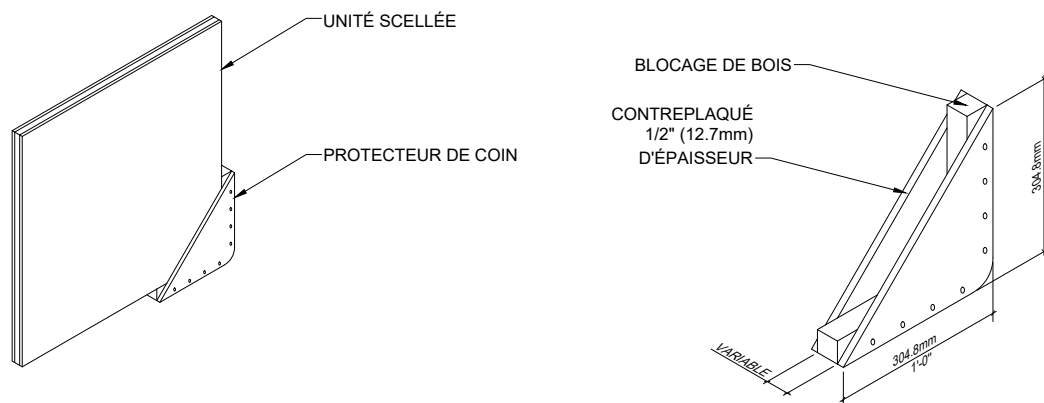 UNITÉ SCELLÉE
PROTECTEUR DE COIN
BLOCAGE DE BOIS
CONTREPLAQUÉ
1/2" (12.7mm)
D'ÉPAISSEUR
304.8mm
VARIABLE
304.8mm
1'-0"